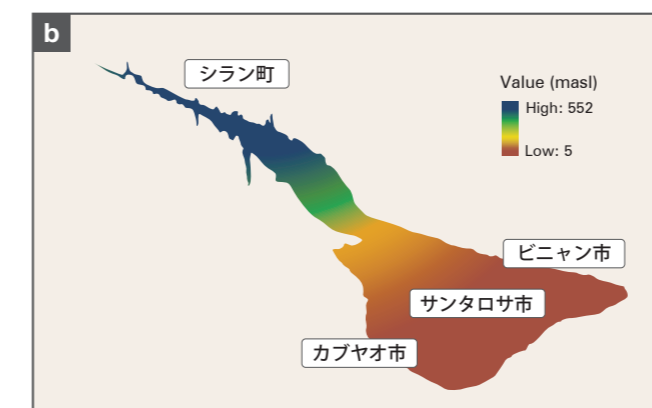 b
シラン町
Value (masl)
High: 552
Low: 5
ビニャン市
サンタロサ市
カブヤオ市